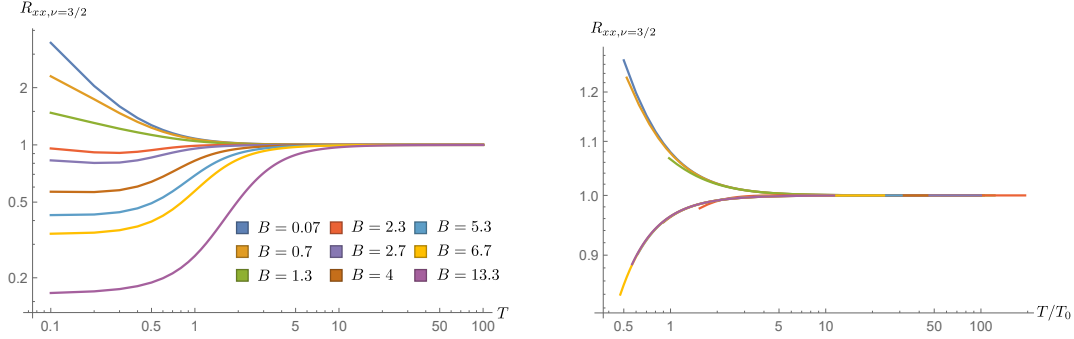 R_{xx,ν=3/2}
2
1
0.5
0.2
B = 0.07 B = 2.3 B = 5.3
B = 0.7 B = 2.7 B = 6.7
B = 1.3 B = 4 B = 13.3
0.1 0.5 1 5 10 50 100 T
R_{xx,ν=3/2}
1.2
1.1
1.0
0.9
0.5 1 5 10 50 100 T/T_0